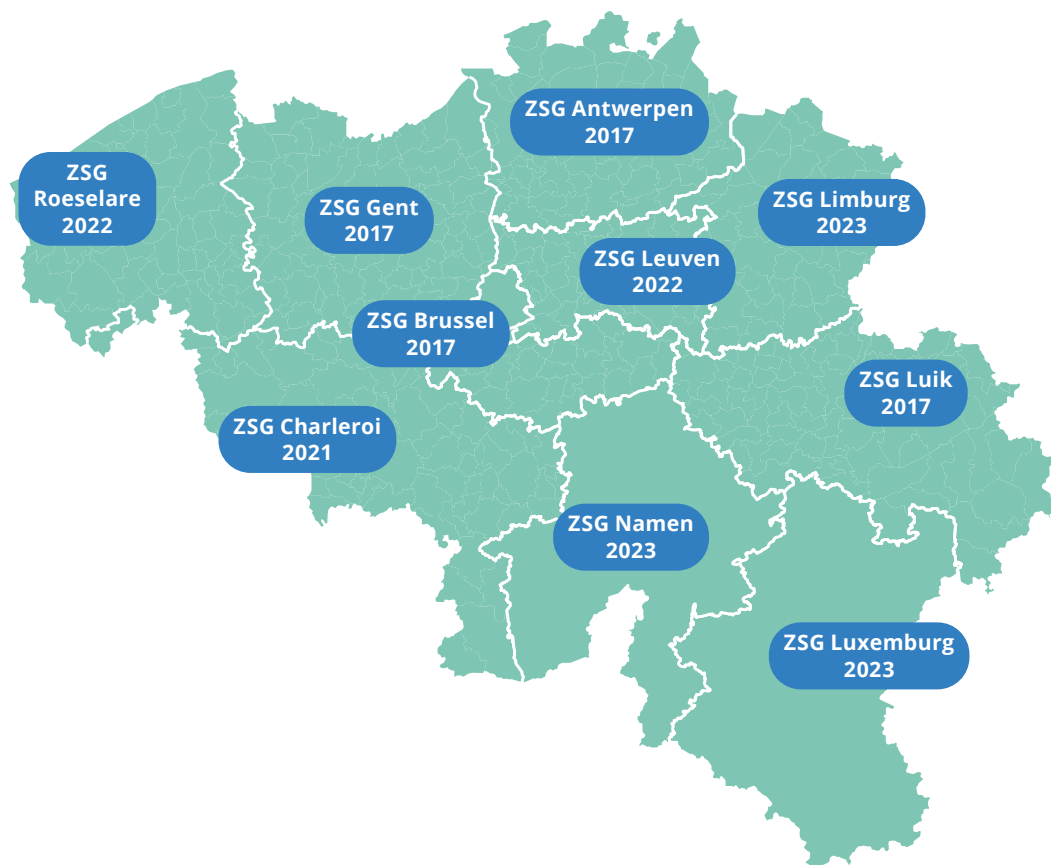 ZSG Antwerpen
2017
ZSG
Roeselare
2022
ZSG Gent
2017
ZSG Limburg
2023
ZSG Leuven
2022
ZSG Brussel
2017
ZSG Luik
2017
ZSG Charleroi
2021
ZSG Namen
2023
ZSG Luxemburg
2023